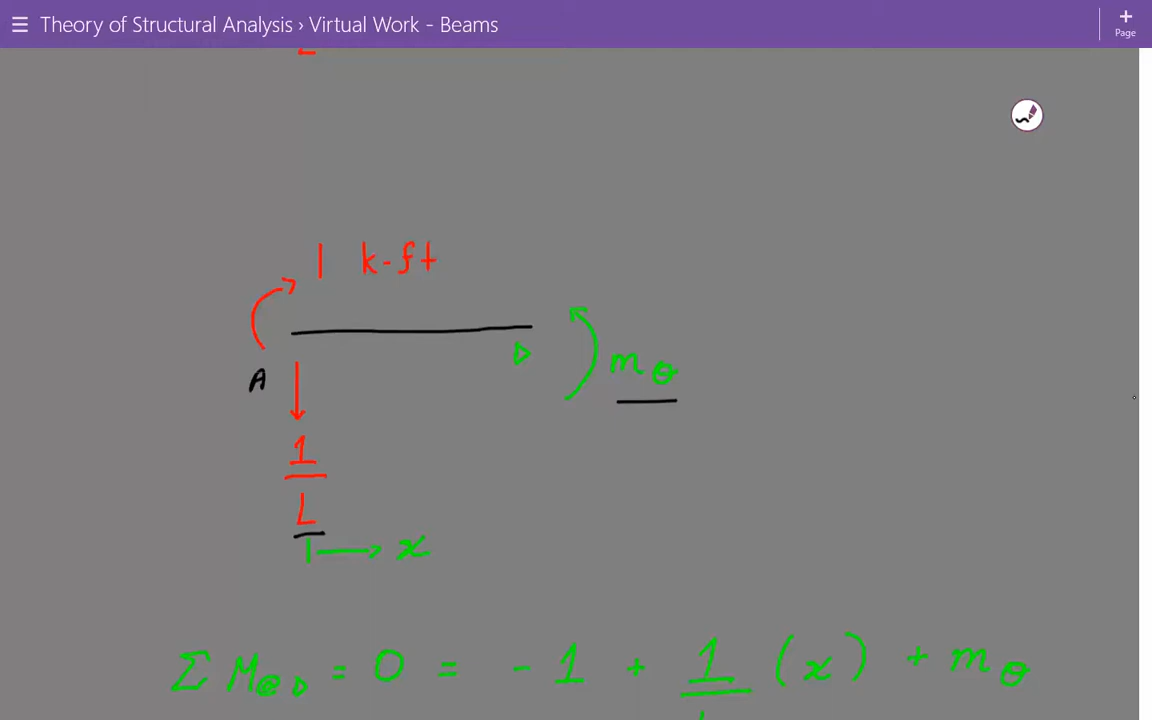 Theory of Structural Analysis › Virtual Work - Beams
Page
1 k-ft
D
mθ
A
1
L
x
ΣM@D = 0 = -1 + 1 (x) + mθ